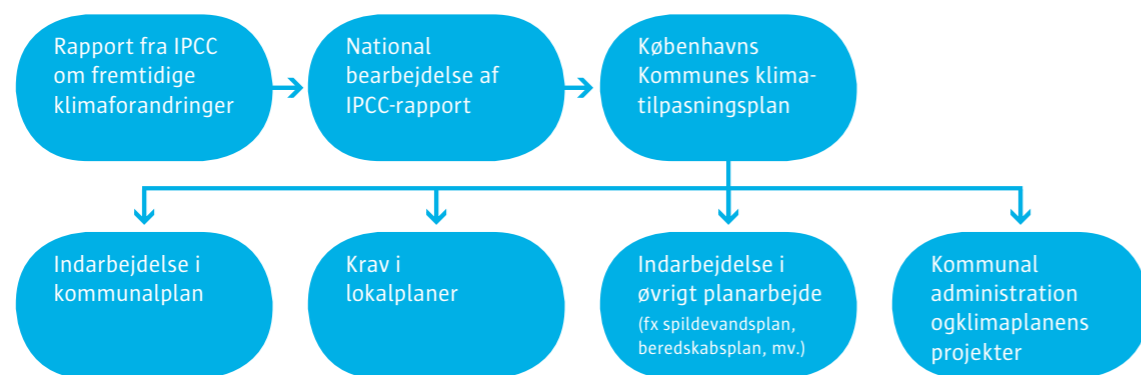 Rapport fra IPCC
om fremtidige
klimaforandringer
National
bearbejdelse af
IPCC-rapport
Københavns
Kommunes klima-
tilpasningsplan
Indarbejdelse i
kommunalplan
Krav i
lokalplaner
Indarbejdelse i
øvrigt planarbejde
(fx spildevandsplan,
beredskabsplan, mv.)
Kommunal
administration
ogklimaplanens
projekter